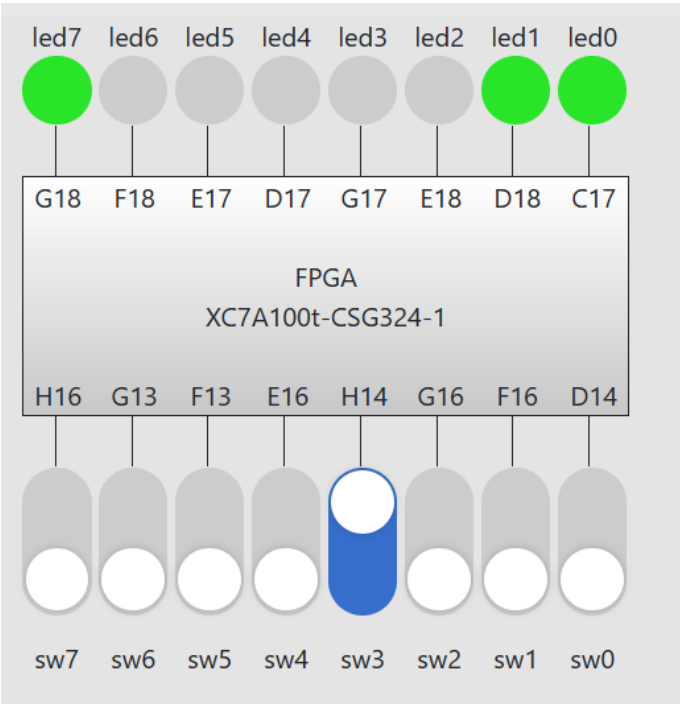 led7 led6 led5 led4 led3 led2 led1 led0
G18 F18 E17 D17 G17 E18 D18 C17
FPGA
XC7A100t-CSG324-1
H16 G13 F13 E16 H14 G16 F16 D14
sw7 sw6 sw5 sw4 sw3 sw2 sw1 sw0